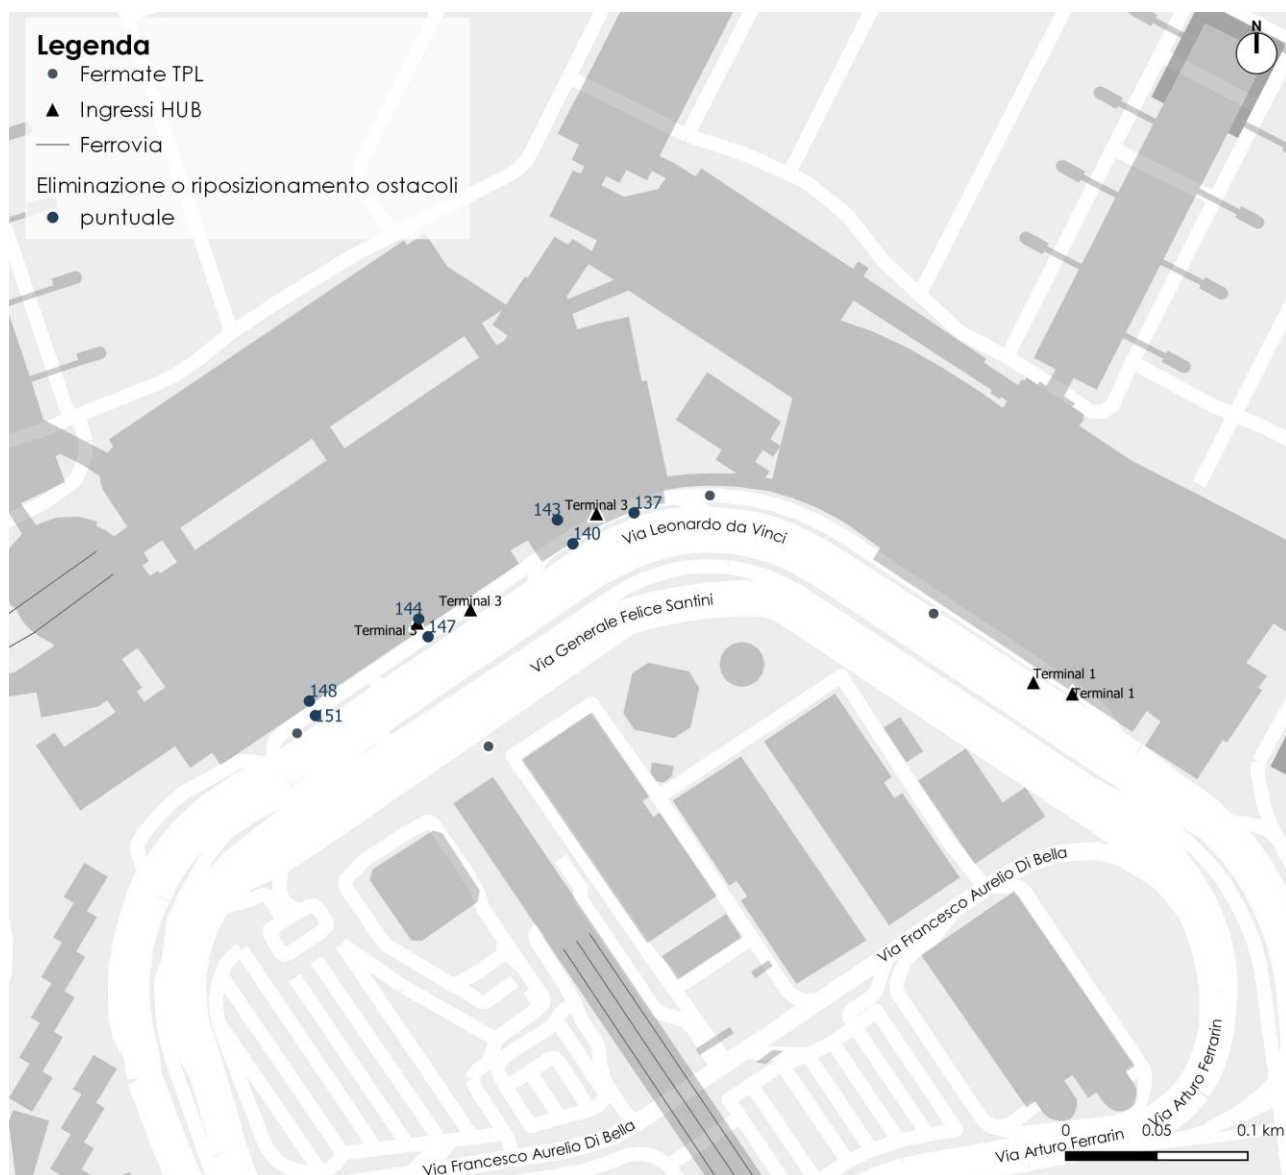 Legenda
Fermate TPL
Ingressi HUB
Ferrovia
Eliminazione o riposizionamento ostacoli
puntuale
N
143
Terminal 3
137
140
Via Leonardo da Vinci
144
Terminal 3
Terminal 3
147
Via Generale Felice Santini
148
151
Terminal 1
Terminal 1
Via Francesco Aurelio Di Bella
Via Arturo Ferrarin
Via Francesco Aurelio Di Bella
Via Arturo Ferrarin
0 0.05 0.1 km